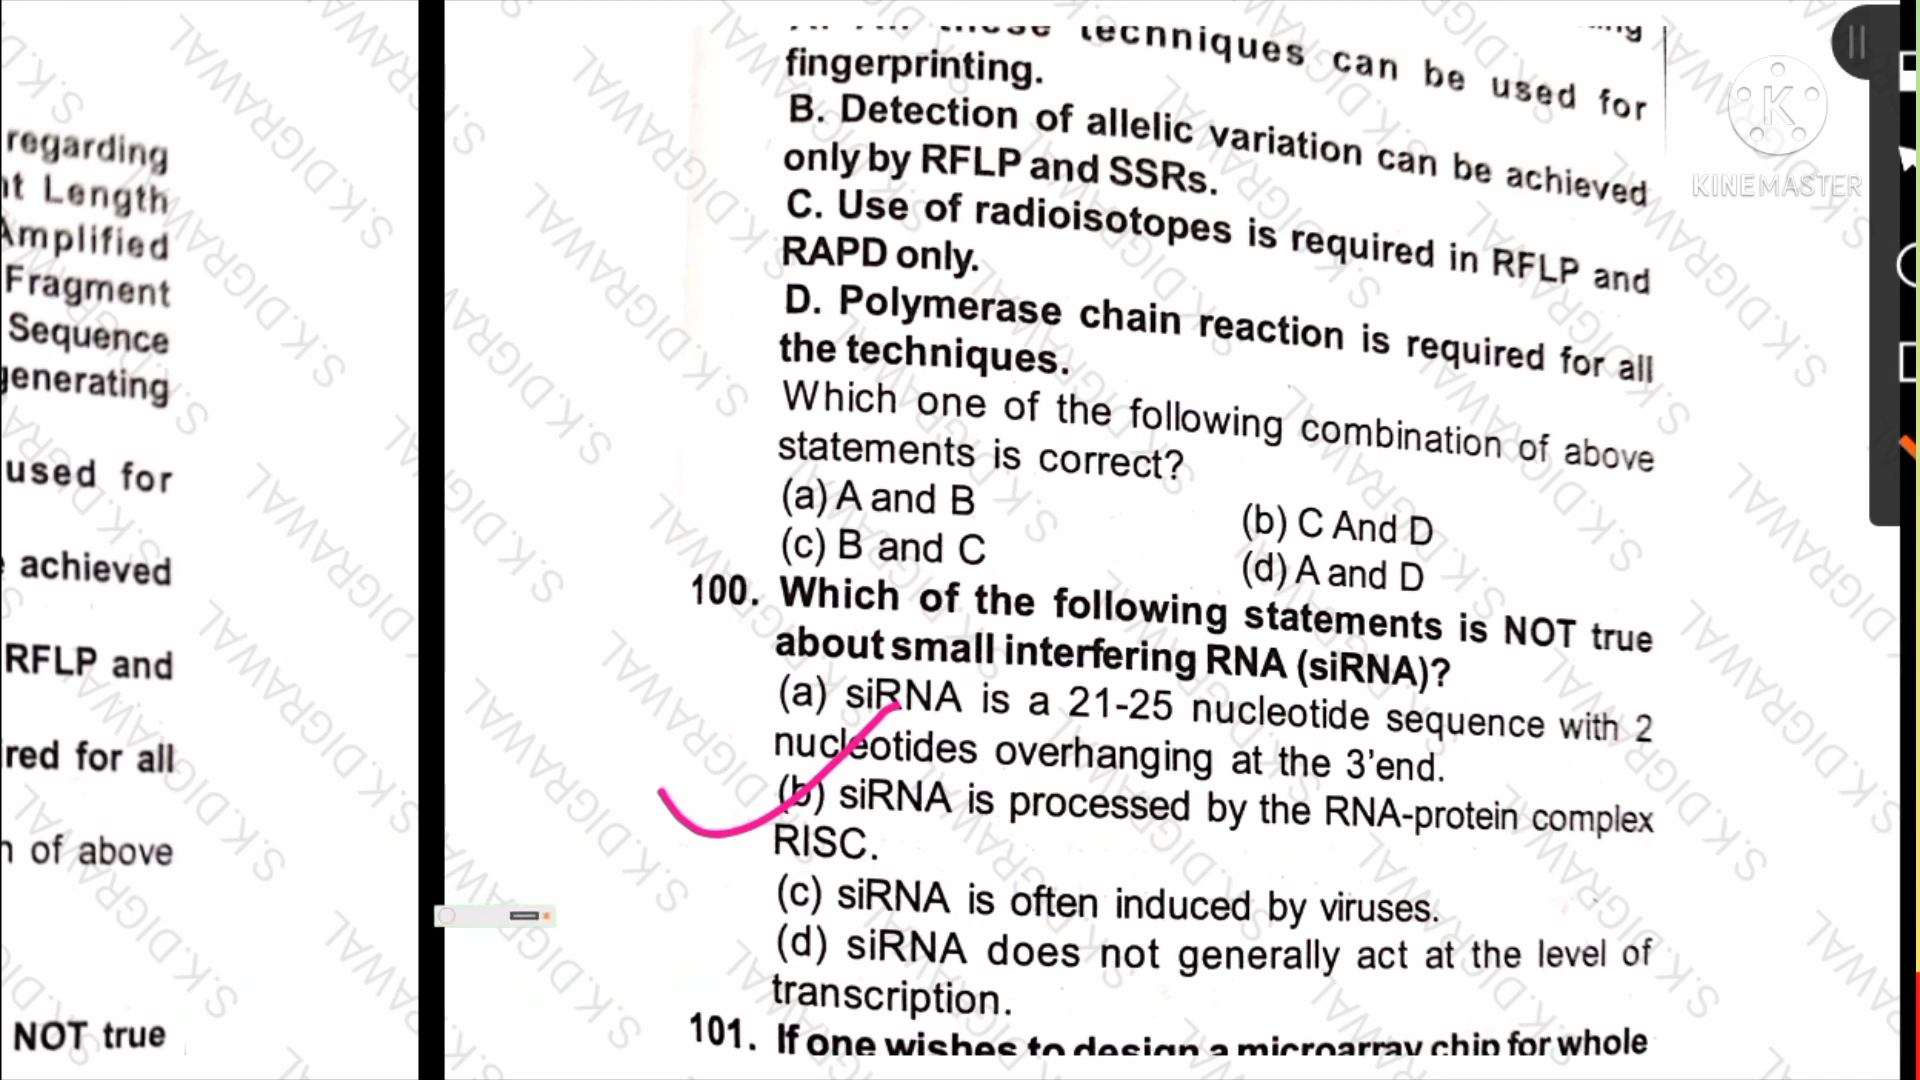 regarding
Length
Amplified
Fragment
Sequence
generating
used for
achieved
RFLP and
for all
of above
NOT true
these techniques can be used for
fingerprinting.
B. Detection of allelic variation can be achieved
only by RFLP and SSRs.
C. Use of radioisotopes is required in RFLP and
RAPD only.
D. Polymerase chain reaction is required for all
the techniques.
Which one of the following combination of above
statements is correct?
(a) A and B
(b) C And D
(c) B and C
(d) A and D
100. Which of the following statements is NOT true
about small interfering RNA (siRNA)?
(a) siRNA is a 21-25 nucleotide sequence with 2
nucleotides overhanging at the 3'end.
(b) siRNA is processed by the RNA-protein complex
RISC.
(c) siRNA is often induced by viruses.
(d) siRNA does not generally act at the level of
transcription.
101. If one wishes to design a microarray chip for whole
K
KINEMASTER
S.K.DIGRAWAL